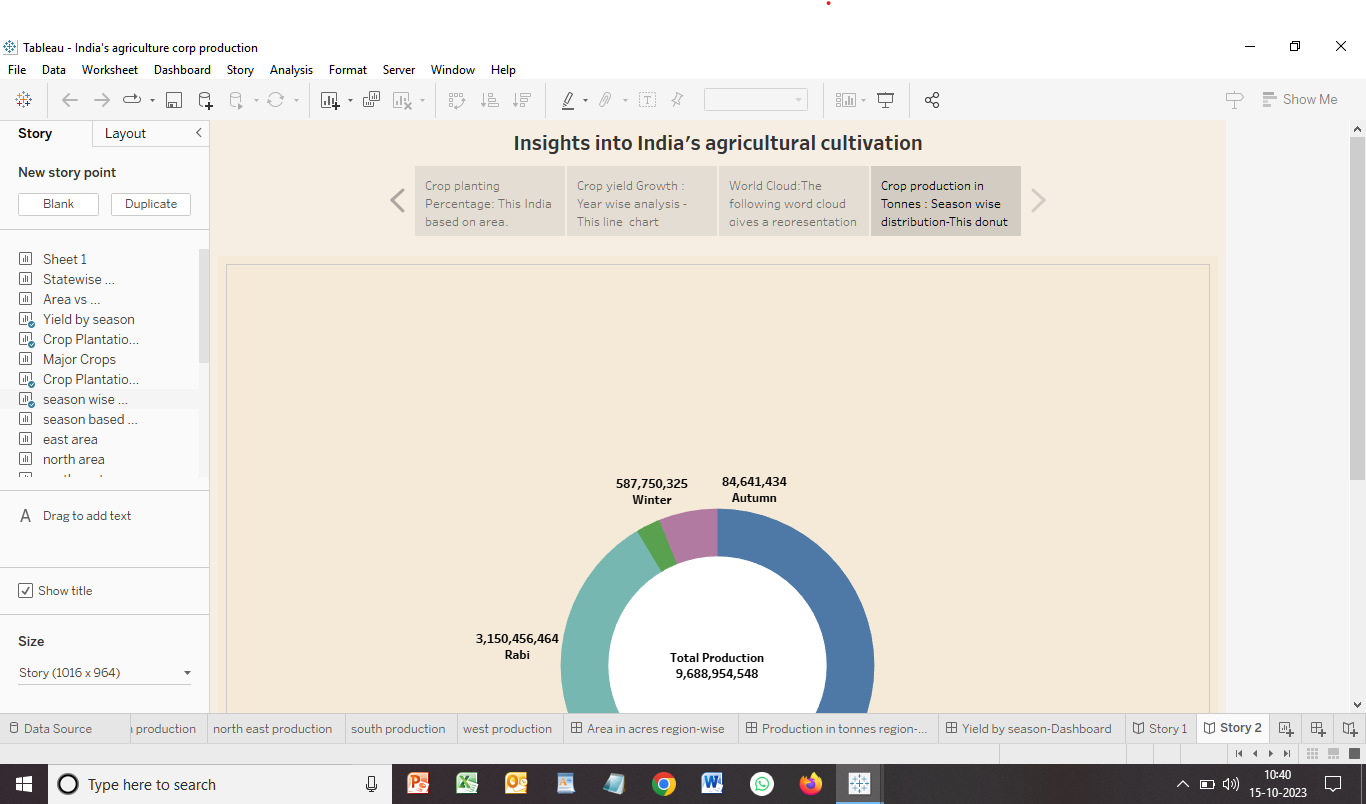 Tableau - India's agriculture corp production
File Data Worksheet Dashboard Story Analysis Format Server Window Help
Show Me
Story Layout
New story point
Blank Duplicate
Sheet 1
Statewise ...
Area vs ...
Yield by season
Crop Plantatio...
Major Crops
Crop Plantatio...
season wise ...
season based ...
east area
north area
A Drag to add text
Show title
Size
Story (1016 x 964)
Insights into India's agricultural cultivation
Crop planting
Percentage: This India
based on area.
Crop yield Growth :
Year wise analysis -
This line chart
World Cloud:The
following word cloud
gives a representation
Crop production in
Tonnes : Season wise
distribution-This donut
587,750,325
Winter
84,641,434
Autumn
3,150,456,464
Rabi
Total Production
9,688,954,548
Data Source production north east production south production west production Area in acres region-wise Production in tonnes region-... Yield by season-Dashboard Story 1 Story 2
Type here to search
10:40
15-10-2023